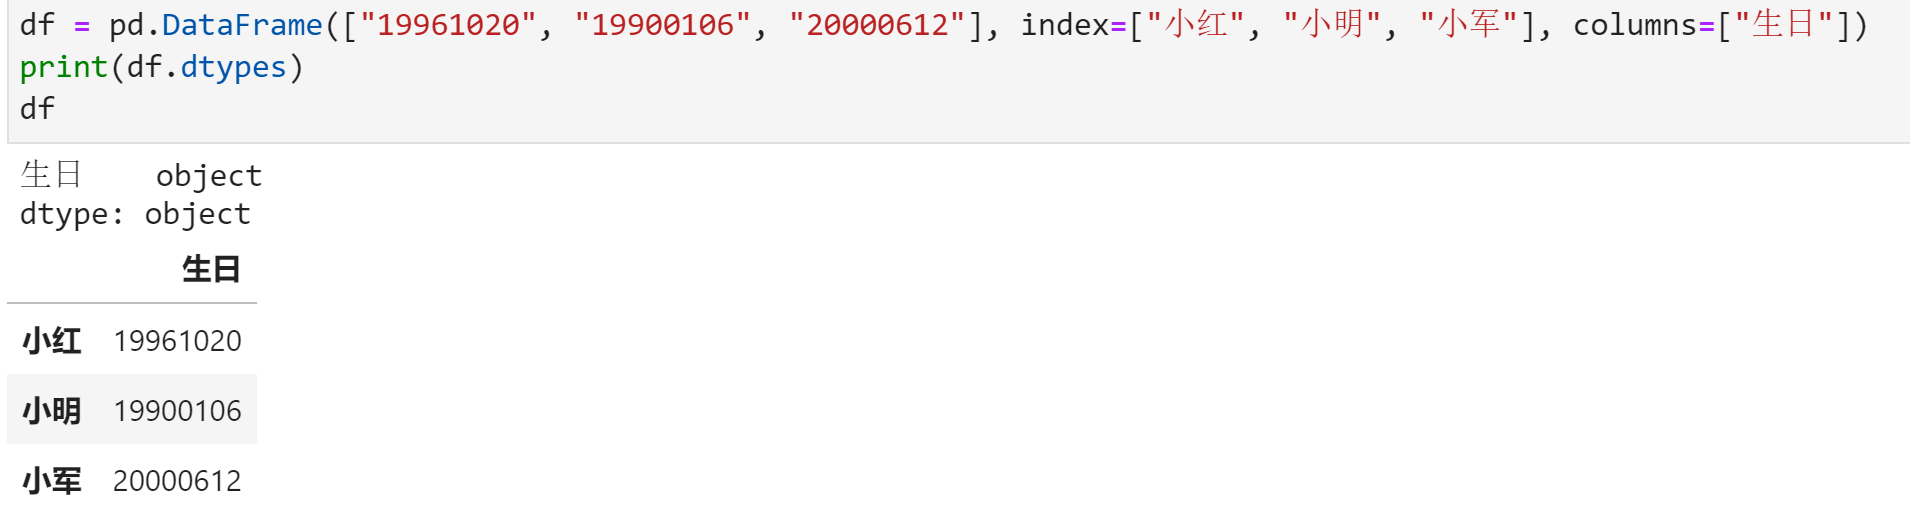 df = pd.DataFrame(["19961020", "19900106", "20000612"], index=["小红", "小明", "小军"], columns=["生日"])
print(df.dtypes)
df
生日    object
dtype: object
生日
小红 19961020
小明 19900106
小军 20000612